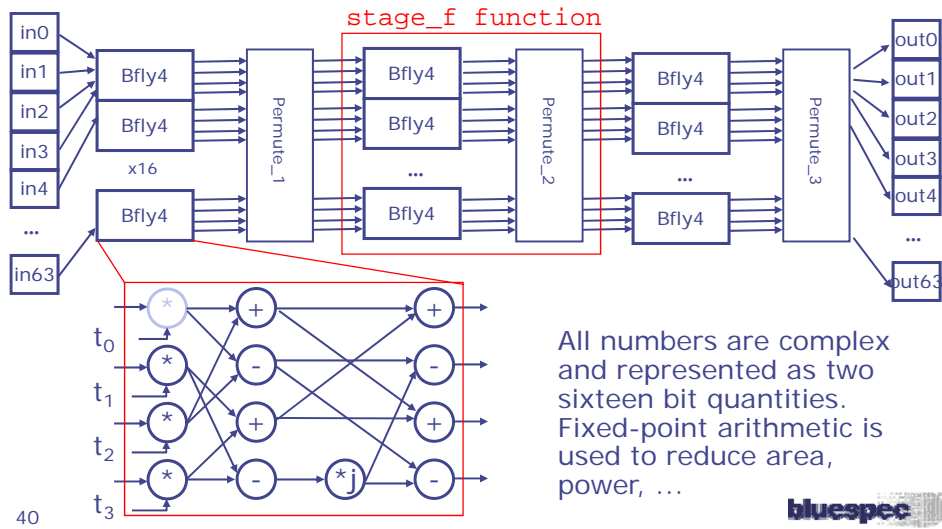 stage_f function
in0
in1
in2
in3
in4
...
in63
Bfly4
Bfly4
x16
Bfly4
Permute_1
Bfly4
Bfly4
...
Bfly4
Permute_2
Bfly4
Bfly4
...
Bfly4
Permute_3
out0
out1
out2
out3
out4
...
out63
* + +
t0
* - -
t1
* + +
t2
* - *j -
t3
All numbers are complex
and represented as two
sixteen bit quantities.
Fixed-point arithmetic is
used to reduce area,
power, ...
40
bluespec